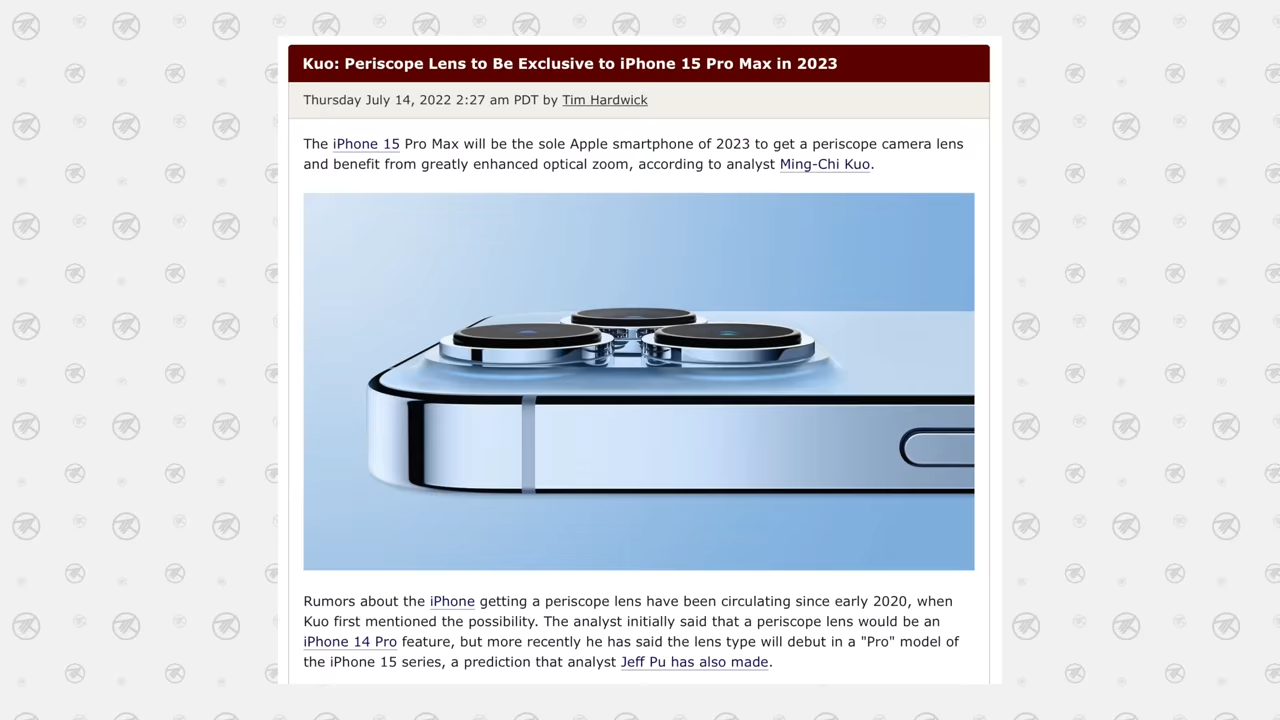 Kuo: Periscope Lens to Be Exclusive to iPhone 15 Pro Max in 2023
Thursday July 14, 2022 2:27 am PDT by Tim Hardwick
The iPhone 15 Pro Max will be the sole Apple smartphone of 2023 to get a periscope camera lens
and benefit from greatly enhanced optical zoom, according to analyst Ming-Chi Kuo.
Rumors about the iPhone getting a periscope lens have been circulating since early 2020, when
Kuo first mentioned the possibility. The analyst initially said that a periscope lens would be an
iPhone 14 Pro feature, but more recently he has said the lens type will debut in a "Pro" model of
the iPhone 15 series, a prediction that analyst Jeff Pu has also made.